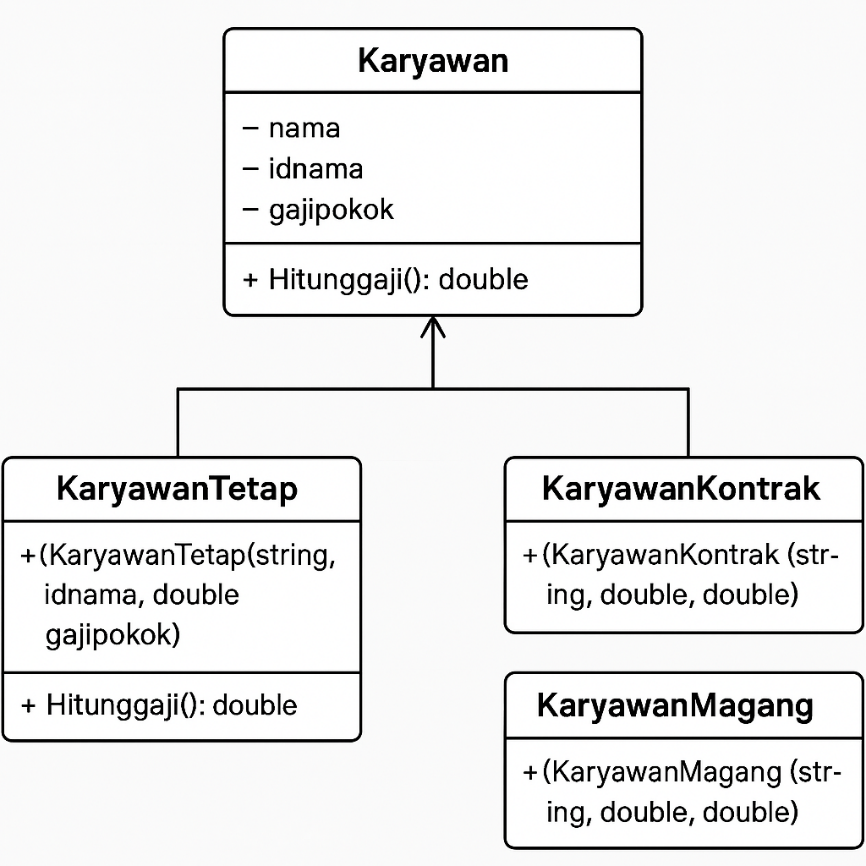 Karyawan
– nama
– idnama
– gajipokok
+ Hitunggaji(): double
KaryawanTetap
+(KaryawanTetap(string,
idnama, double
gajipokok)
+ Hitunggaji(): double
KaryawanKontrak
+(KaryawanKontrak (str-
ing, double, double)
KaryawanMagang
+(KaryawanMagang (str-
ing, double, double)